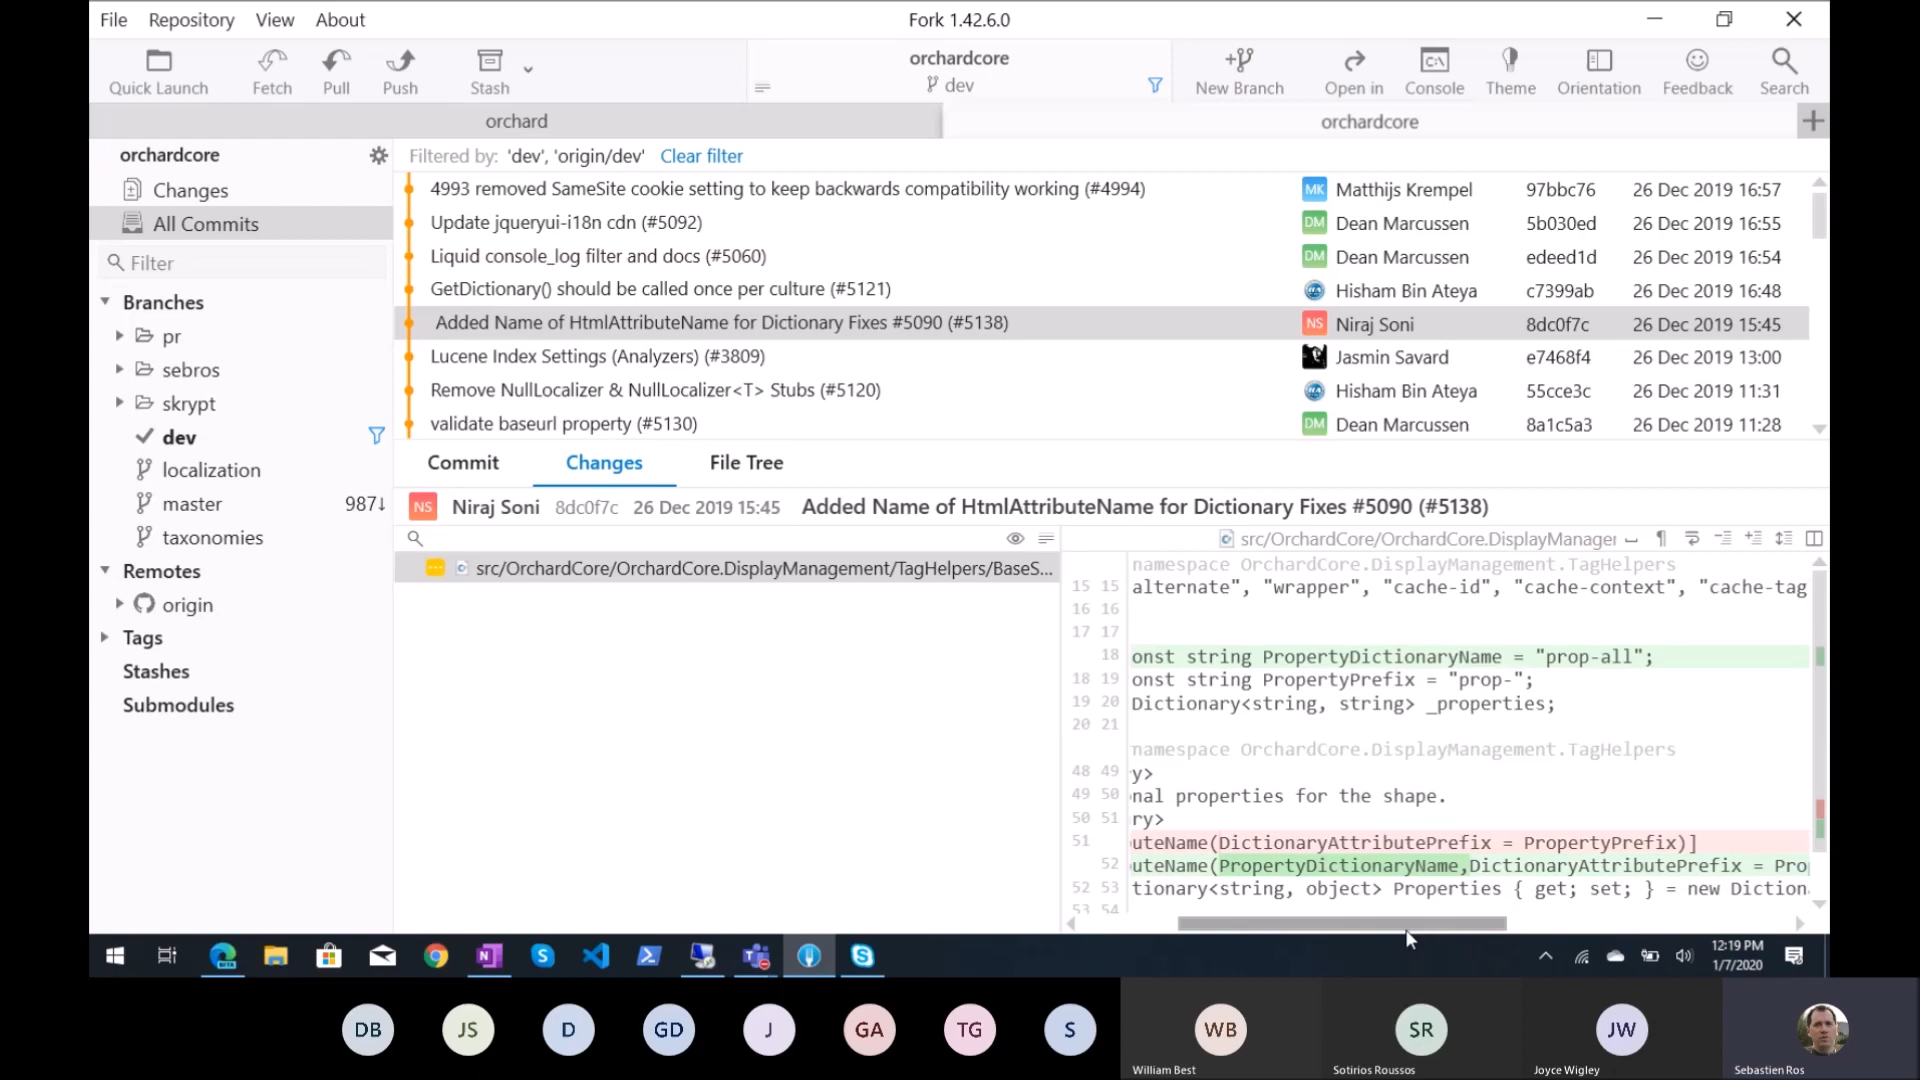 File Repository View About Fork 1.42.6.0
Quick Launch Fetch Pull Push Stash orchardcore dev New Branch Open in Console Theme Orientation Feedback Search
orchard orchardcore
orchardcore
Changes
All Commits
Filter
Branches
pr
sebros
skrypt
dev
localization
master 987↓
taxonomies
Remotes
origin
Tags
Stashes
Submodules
Filtered by: 'dev', 'origin/dev' Clear filter
4993 removed SameSite cookie setting to keep backwards compatibility working (#4994) MK Matthijs Krempel 97bbc76 26 Dec 2019 16:57
Update jqueryui-i18n cdn (#5092) DM Dean Marcussen 5b030ed 26 Dec 2019 16:55
Liquid console_log filter and docs (#5060) DM Dean Marcussen edeed1d 26 Dec 2019 16:54
GetDictionary() should be called once per culture (#5121) Hisham Bin Ateya c7399ab 26 Dec 2019 16:48
Added Name of HtmlAttributeName for Dictionary Fixes #5090 (#5138) NS Niraj Soni 8dc0f7c 26 Dec 2019 15:45
Lucene Index Settings (Analyzers) (#3809) Jasmin Savard e7468f4 26 Dec 2019 13:00
Remove NullLocalizer & NullLocalizer<T> Stubs (#5120) Hisham Bin Ateya 55cce3c 26 Dec 2019 11:31
validate baseurl property (#5130) DM Dean Marcussen 8a1c5a3 26 Dec 2019 11:28
Commit Changes File Tree
NS Niraj Soni 8dc0f7c 26 Dec 2019 15:45 Added Name of HtmlAttributeName for Dictionary Fixes #5090 (#5138)
src/OrchardCore/OrchardCore.DisplayManagement/TagHelpers/BaseS...
src/OrchardCore/OrchardCore.DisplayManager
namespace OrchardCore.DisplayManagement.TagHelpers
15 15 alternate", "wrapper", "cache-id", "cache-context", "cache-tag
16 16
17 17
18 onst string PropertyDictionaryName = "prop-all";
18 19 onst string PropertyPrefix = "prop-";
19 20 Dictionary<string, string> _properties;
20 21
namespace OrchardCore.DisplayManagement.TagHelpers
48 49 y>
49 50 nal properties for the shape.
50 51 ry>
51 uteName(DictionaryAttributePrefix = PropertyPrefix)]
52 uteName(PropertyDictionaryName,DictionaryAttributePrefix = Pro
52 53 tionary<string, object> Properties { get; set; } = new Diction
53 54
12:19 PM
1/7/2020
DB JS D GD J GA TG S WB SR JW
William Best Sotirios Roussos Joyce Wigley Sebastien Ros